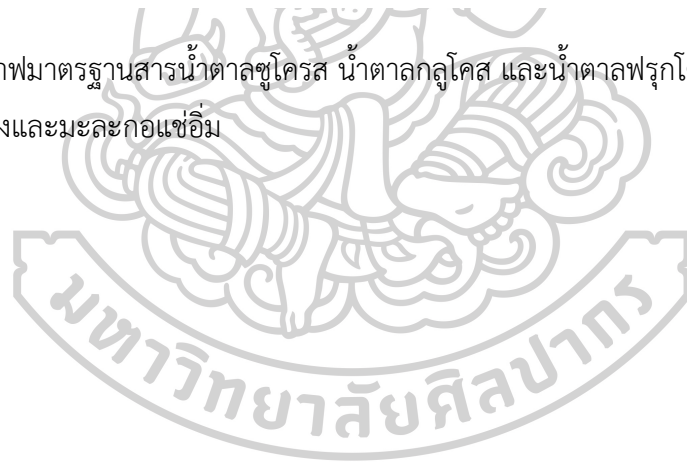 าฟมาตรฐานสารน้ำตาลซูโครส น้ำตาลกลูโคส และน้ำตาลฟรุกโ
งและมะละกอแช่อิ่ม
มหาวิทยาลัยศิลปากร